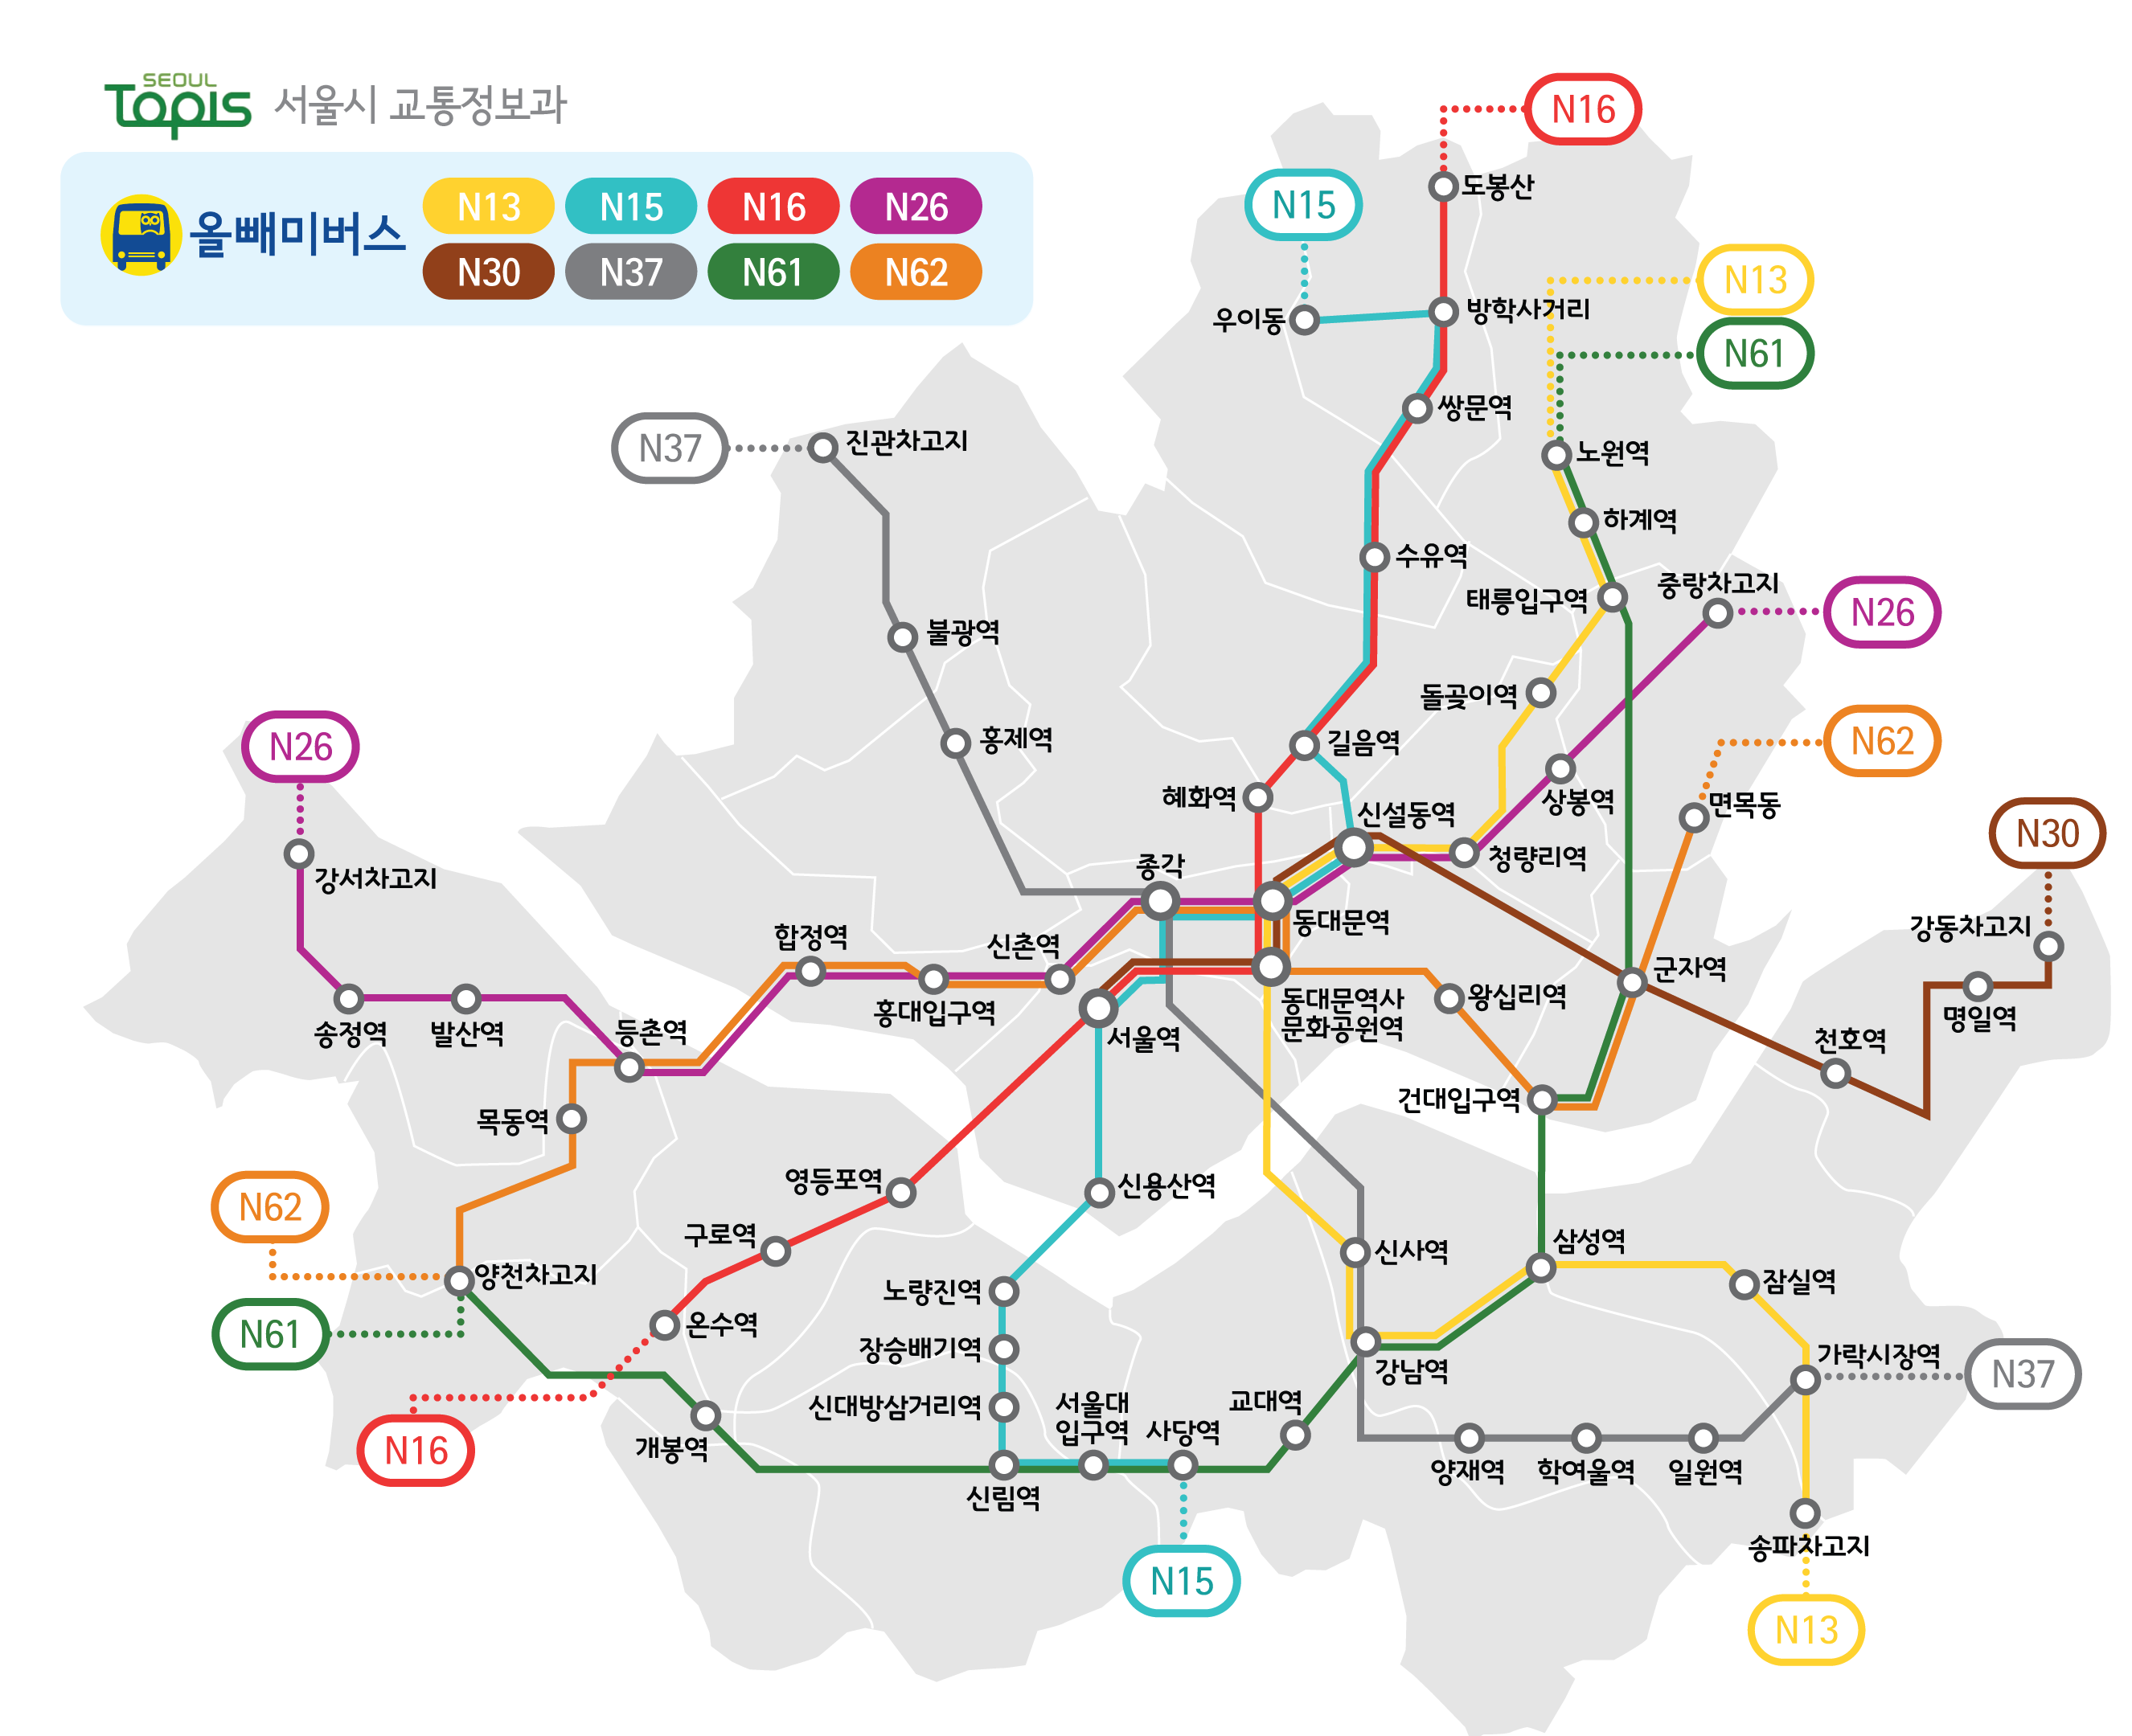 SEOUL
TOPIS 서울시 교통정보과
올빼미버스
N13 N15 N16 N26
N30 N37 N61 N62
N16
도봉산
N15
N13
우이동
방학사거리
N61
쌍문역
N37
진관차고지
노원역
하계역
수유역
태릉입구역
중랑차고지
N26
불광역
돌곶이역
N26
홍제역
길음역
N62
혜화역
신설동역
상봉역
면목동
N30
강서차고지
종각
청량리역
동대문역
강동차고지
합정역
신촌역
군자역
홍대입구역
동대문역사
문화공원역
왕십리역
송정역
발산역
등촌역
서울역
명일역
천호역
목동역
건대입구역
영등포역
신용산역
N62
구로역
신사역
삼성역
양천차고지
노량진역
잠실역
N61
온수역
장승배기역
강남역
가락시장역
N37
신대방삼거리역
서울대
입구역
사당역
교대역
N16
개봉역
신림역
양재역
학여울역
일원역
송파차고지
N15
N13